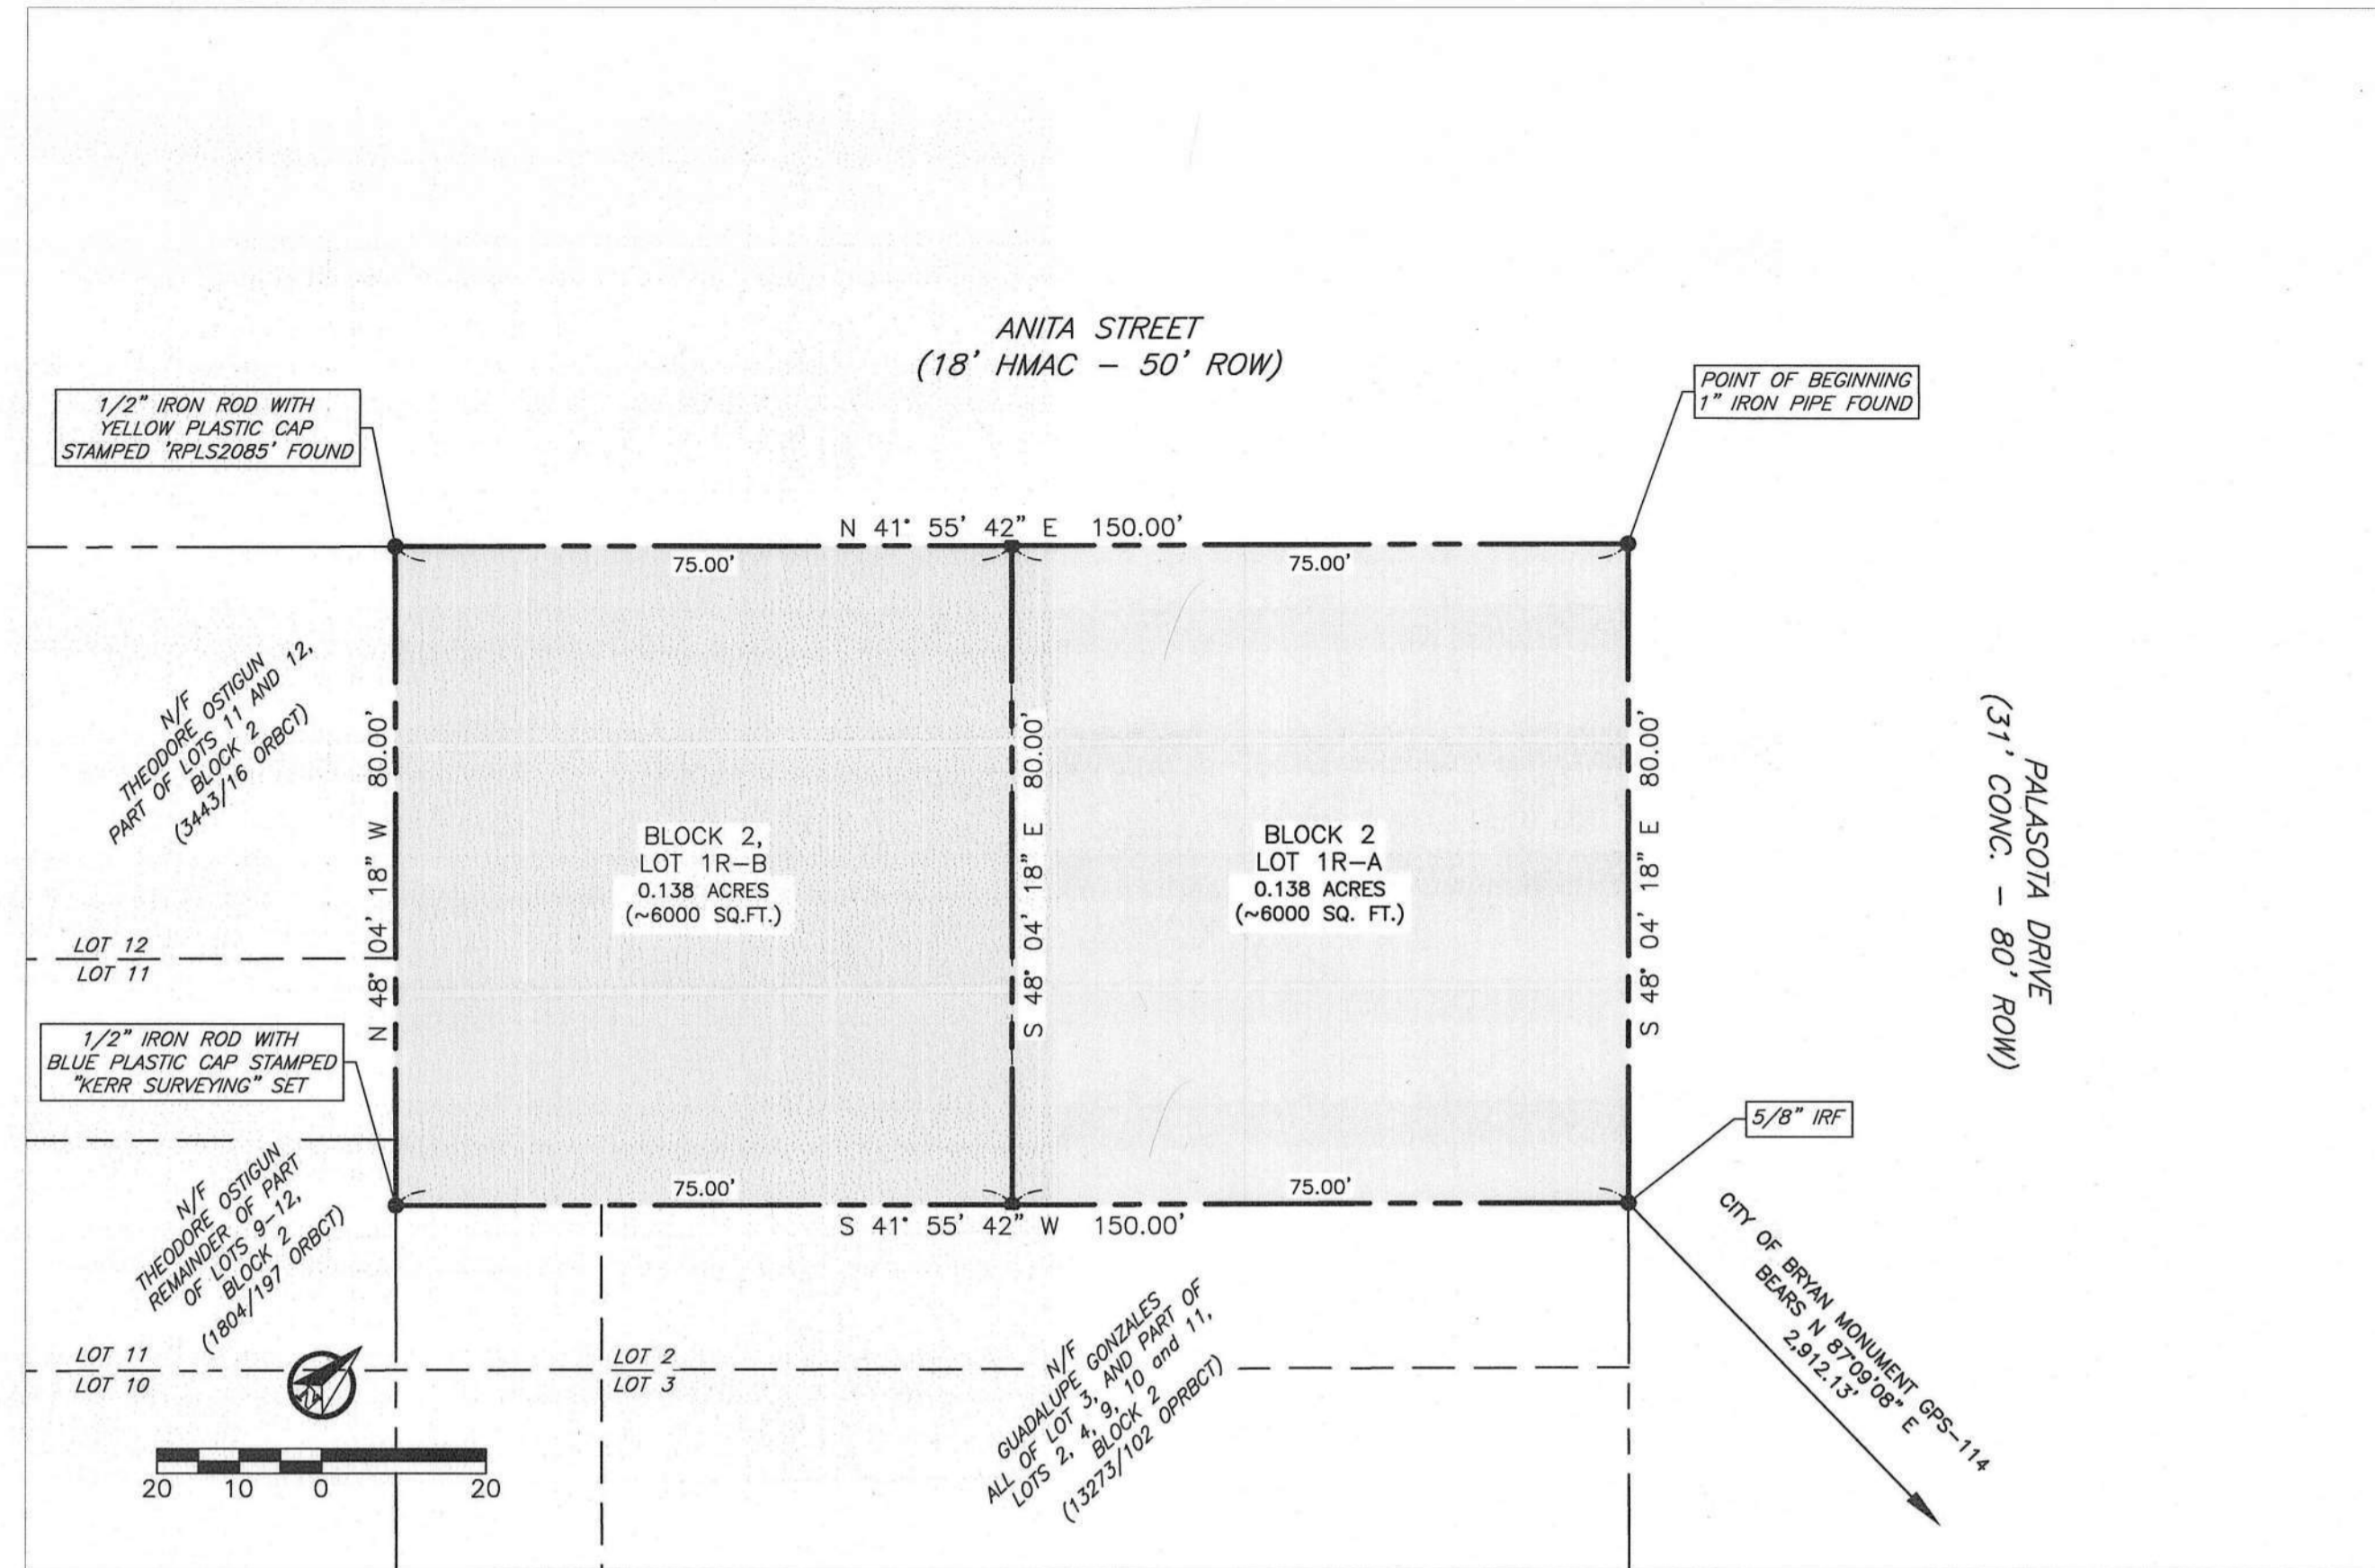 ANITA STREET
(18' HMAC – 50' ROW)
1/2" IRON ROD WITH
YELLOW PLASTIC CAP
STAMPED 'RPLS2085' FOUND
POINT OF BEGINNING
1" IRON PIPE FOUND
N 41° 55' 42" E 150.00'
75.00'
75.00'
N/F
THEODORE OSTIGUN
PART OF LOTS 11 AND 12,
BLOCK 2
(3443/16 ORBCT)
N 48° 04' 18" W 80.00'
BLOCK 2,
LOT 1R–B
0.138 ACRES
(~6000 SQ.FT.)
S 48° 04' 18" E 80.00'
BLOCK 2
LOT 1R–A
0.138 ACRES
(~6000 SQ. FT.)
S 48° 04' 18" E 80.00'
PALASOTA DRIVE
(31' CONC. – 80' ROW)
LOT 12
LOT 11
1/2" IRON ROD WITH
BLUE PLASTIC CAP STAMPED
"KERR SURVEYING" SET
5/8" IRF
75.00'
75.00'
S 41° 55' 42" W 150.00'
N/F
THEODORE OSTIGUN
REMAINDER OF PART
OF LOTS 9–12,
BLOCK 2
(1804/197 ORBCT)
CITY OF BRYAN MONUMENT GPS–114
BEARS N 87°09'08" E
2,912.13'
LOT 11
LOT 10
N
LOT 2
LOT 3
N/F
GUADALUPE GONZALES
ALL OF LOT 3, AND PART OF
LOTS 2, 4, 9, 10 and 11,
BLOCK 2
(13273/102 OPRBCT)
20 10 0 20